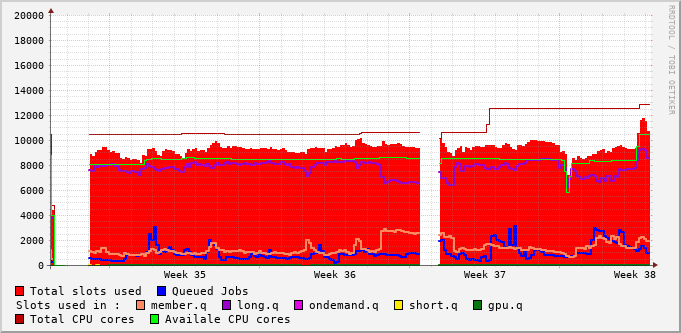 RRDTOOL / TOBI OETIKER
20000
18000
16000
14000
12000
10000
8000
6000
4000
2000
0
Week 35 Week 36 Week 37 Week 38
Total slots used Queued Jobs
Slots used in : member.q long.q ondemand.q short.q gpu.q
Total CPU cores Availale CPU cores